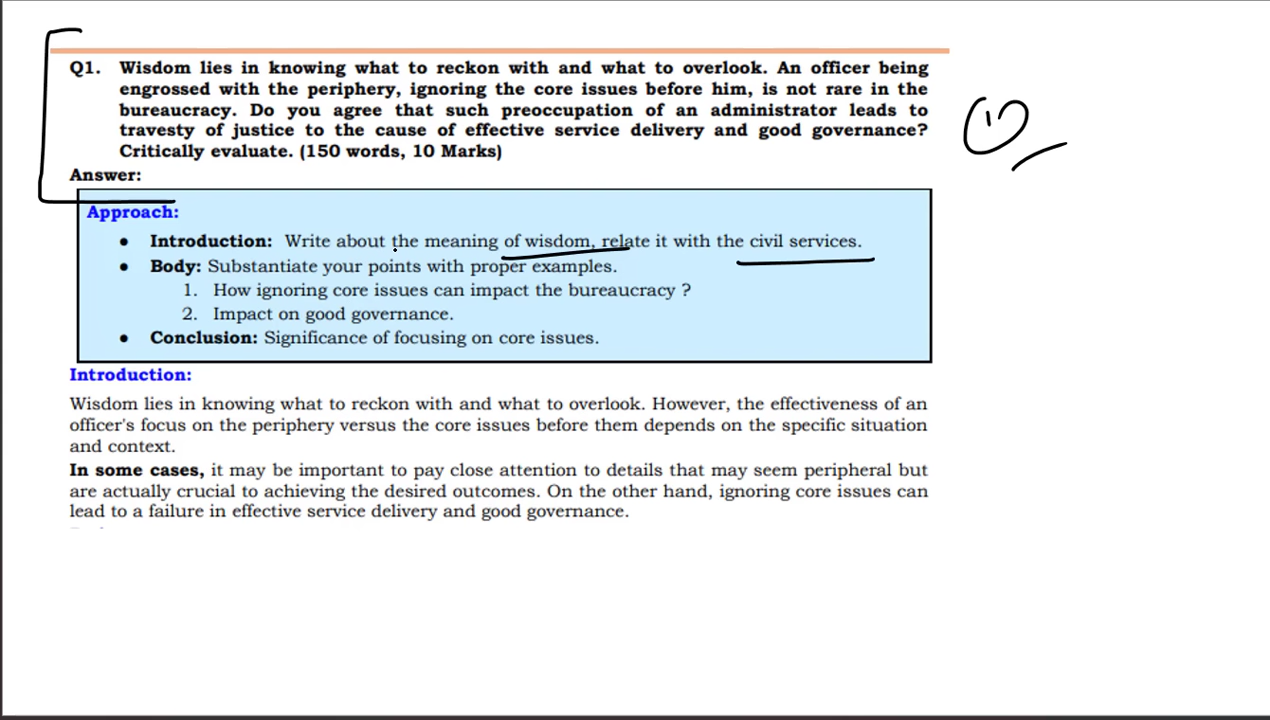 Q1. Wisdom lies in knowing what to reckon with and what to overlook. An officer being
engrossed with the periphery, ignoring the core issues before him, is not rare in the
bureaucracy. Do you agree that such preoccupation of an administrator leads to
travesty of justice to the cause of effective service delivery and good governance?
Critically evaluate. (150 words, 10 Marks)
Answer:
Approach:
• Introduction: Write about the meaning of wisdom, relate it with the civil services.
• Body: Substantiate your points with proper examples.
1. How ignoring core issues can impact the bureaucracy ?
2. Impact on good governance.
• Conclusion: Significance of focusing on core issues.
Introduction:
Wisdom lies in knowing what to reckon with and what to overlook. However, the effectiveness of an
officer's focus on the periphery versus the core issues before them depends on the specific situation
and context.
In some cases, it may be important to pay close attention to details that may seem peripheral but
are actually crucial to achieving the desired outcomes. On the other hand, ignoring core issues can
lead to a failure in effective service delivery and good governance.